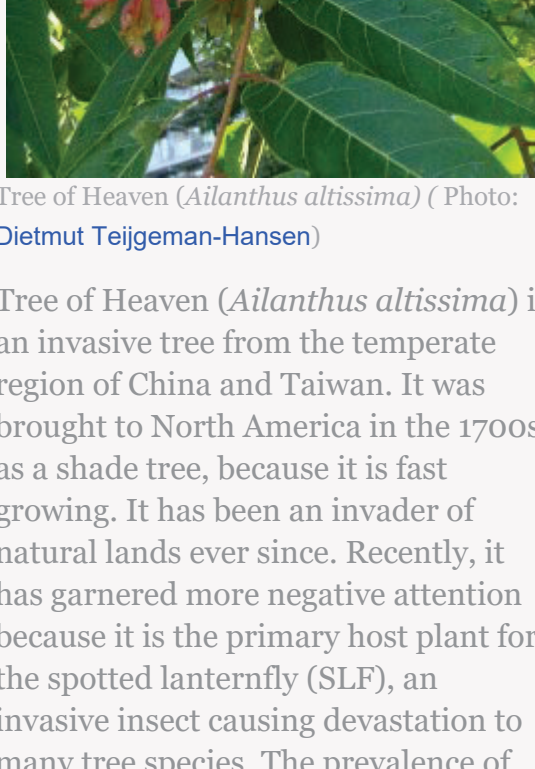 Tree of Heaven (Ailanthus altissima) ( Photo:
Dietmut Teijgeman-Hansen)
Tree of Heaven (Ailanthus altissima) i
an invasive tree from the temperate
region of China and Taiwan. It was
brought to North America in the 1700s
as a shade tree, because it is fast
growing. It has been an invader of
natural lands ever since. Recently, it
has garnered more negative attention
because it is the primary host plant for
the spotted lanternfly (SLF), an
invasive insect causing devastation to
many tree species. The prevalence of